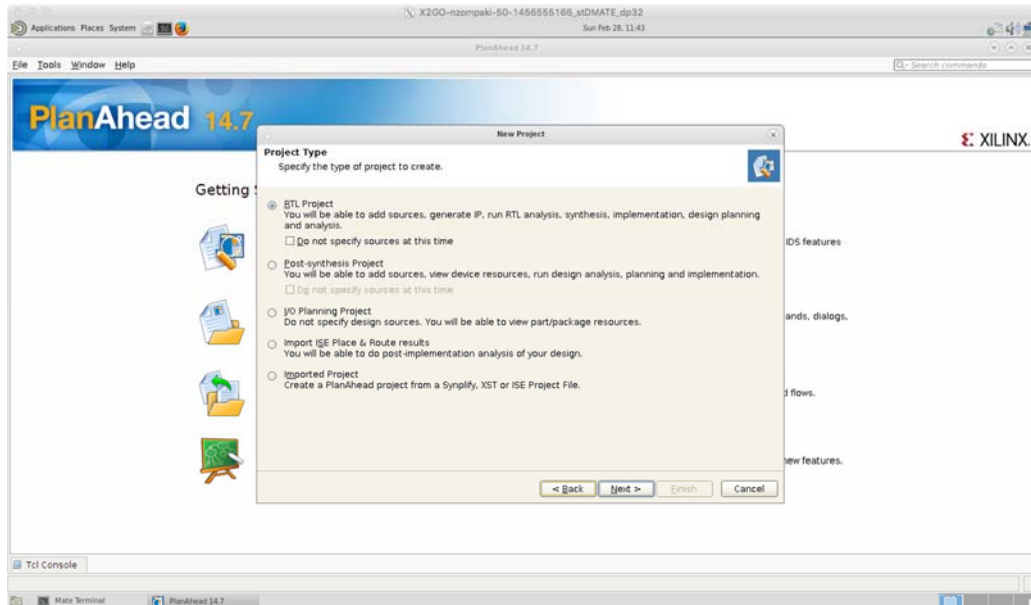 X2GO-nzompaki-50-1456555166_stDMATE_dp32
Applications Places System
Sun Feb 28, 11:43
PlanAhead 14.7
File Tools Window Help
Search commands
PlanAhead 14.7
XILINX
New Project
Project Type
Specify the type of project to create.
Getting S
RTL Project
You will be able to add sources, generate IP, run RTL analysis, synthesis, implementation, design planning
and analysis.
Do not specify sources at this time
IDS features
Post-synthesis Project
You will be able to add sources, view device resources, run design analysis, planning and implementation.
Do not specify sources at this time
I/O Planning Project
Do not specify design sources. You will be able to view part/package resources.
ands, dialogs,
Import ISE Place & Route results
You will be able to do post-implementation analysis of your design.
Imported Project
Create a PlanAhead project from a Synplify, XST or ISE Project File.
d flows.
new features.
< Back Next > Finish Cancel
Tcl Console
Mate Terminal PlanAhead 14.7